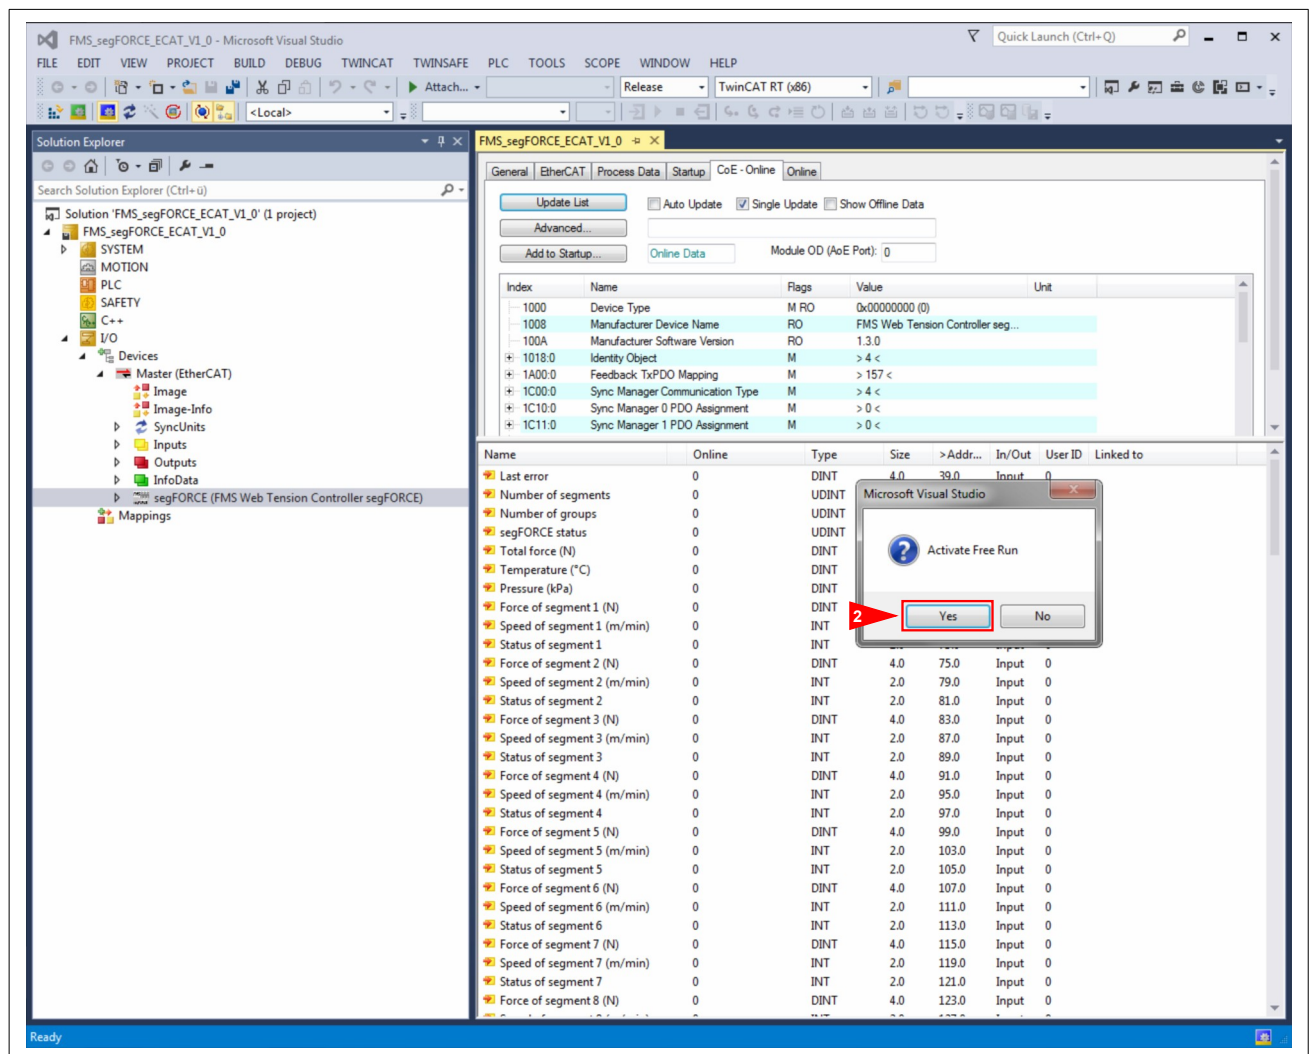 FMS_segFORCE_ECAT_V1_0 - Microsoft Visual Studio
Quick Launch (Ctrl+Q)
FILE EDIT VIEW PROJECT BUILD DEBUG TWINCAT TWINSAFE PLC TOOLS SCOPE WINDOW HELP
Attach... Release TwinCAT RT (x86)
<Local>
Solution Explorer
Search Solution Explorer (Ctrl+ü)
Solution 'FMS_segFORCE_ECAT_V1_0' (1 project)
FMS_segFORCE_ECAT_V1_0
SYSTEM
MOTION
PLC
SAFETY
C++
I/O
Devices
Master (EtherCAT)
Image
Image-Info
SyncUnits
Inputs
Outputs
InfoData
segFORCE (FMS Web Tension Controller segFORCE)
Mappings
FMS_segFORCE_ECAT_V1_0
General EtherCAT Process Data Startup CoE - Online Online
Update List Auto Update Single Update Show Offline Data
Advanced...
Add to Startup... Online Data Module OD (AoE Port): 0
Index Name Flags Value Unit
1000 Device Type M RO 0x00000000 (0)
1008 Manufacturer Device Name RO FMS Web Tension Controller seg...
100A Manufacturer Software Version RO 1.3.0
1018:0 Identity Object M > 4 <
1A00:0 Feedback TxPDO Mapping M > 157 <
1C00:0 Sync Manager Communication Type M > 4 <
1C10:0 Sync Manager 0 PDO Assignment M > 0 <
1C11:0 Sync Manager 1 PDO Assignment M > 0 <
Name Online Type Size >Addr... In/Out User ID Linked to
Last error 0 DINT 4.0 39.0 Input 0
Number of segments 0 UDINT
Number of groups 0 UDINT
segFORCE status 0 UDINT
Total force (N) 0 DINT
Temperature (°C) 0 DINT
Pressure (kPa) 0 DINT
Force of segment 1 (N) 0 DINT
Speed of segment 1 (m/min) 0 INT
Status of segment 1 0 INT
Microsoft Visual Studio
Activate Free Run
2 Yes No
Force of segment 2 (N) 0 DINT 4.0 75.0 Input 0
Speed of segment 2 (m/min) 0 INT 2.0 79.0 Input 0
Status of segment 2 0 INT 2.0 81.0 Input 0
Force of segment 3 (N) 0 DINT 4.0 83.0 Input 0
Speed of segment 3 (m/min) 0 INT 2.0 87.0 Input 0
Status of segment 3 0 INT 2.0 89.0 Input 0
Force of segment 4 (N) 0 DINT 4.0 91.0 Input 0
Speed of segment 4 (m/min) 0 INT 2.0 95.0 Input 0
Status of segment 4 0 INT 2.0 97.0 Input 0
Force of segment 5 (N) 0 DINT 4.0 99.0 Input 0
Speed of segment 5 (m/min) 0 INT 2.0 103.0 Input 0
Status of segment 5 0 INT 2.0 105.0 Input 0
Force of segment 6 (N) 0 DINT 4.0 107.0 Input 0
Speed of segment 6 (m/min) 0 INT 2.0 111.0 Input 0
Status of segment 6 0 INT 2.0 113.0 Input 0
Force of segment 7 (N) 0 DINT 4.0 115.0 Input 0
Speed of segment 7 (m/min) 0 INT 2.0 119.0 Input 0
Status of segment 7 0 INT 2.0 121.0 Input 0
Force of segment 8 (N) 0 DINT 4.0 123.0 Input 0
Ready